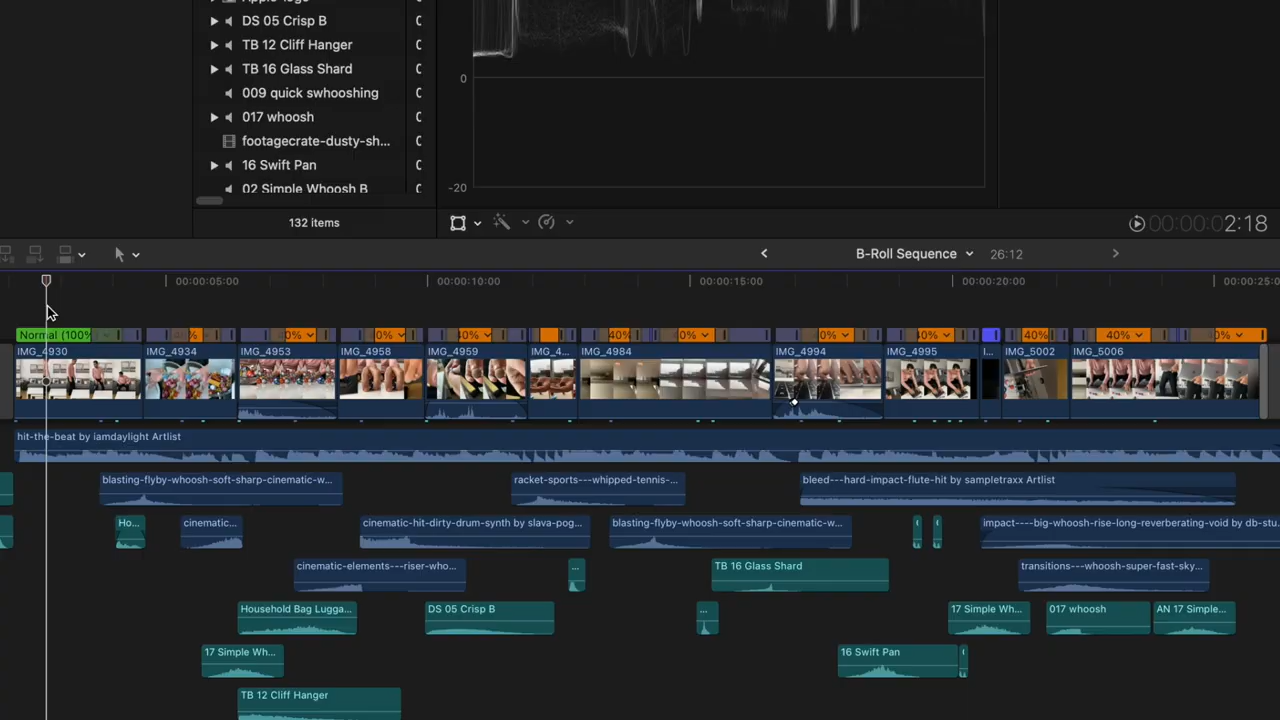 DS 05 Crisp B
TB 12 Cliff Hanger
TB 16 Glass Shard
009 quick swhooshing
017 whoosh
footagecrate-dusty-sh...
16 Swift Pan
02 Simple Whoosh B
132 items
0
-20
00:00:02:18
B-Roll Sequence
26:12
00:00:05:00
00:00:10:00
00:00:15:00
00:00:20:00
00:00:25:0
Normal (100%
0%
0%
40%
40%
0%
0%
40%
40%
40%
0%
IMG_4930
IMG_4934
IMG_4953
IMG_4958
IMG_4959
IMG_4...
IMG_4984
IMG_4994
IMG_4995
I...
IMG_5002
IMG_5006
hit-the-beat by iamdaylight Artlist
blasting-flyby-whoosh-soft-sharp-cinematic-w...
racket-sports---whipped-tennis-...
bleed---hard-impact-flute-hit by sampletraxx Artlist
Ho...
cinematic...
cinematic-hit-dirty-drum-synth by slava-pog...
blasting-flyby-whoosh-soft-sharp-cinematic-w...
impact----big-whoosh-rise-long-reverberating-void by db-stu
cinematic-elements---riser-who...
...
TB 16 Glass Shard
transitions---whoosh-super-fast-sky...
Household Bag Lugga...
DS 05 Crisp B
...
17 Simple Wh...
017 whoosh
AN 17 Simple...
17 Simple Wh...
16 Swift Pan
TB 12 Cliff Hanger